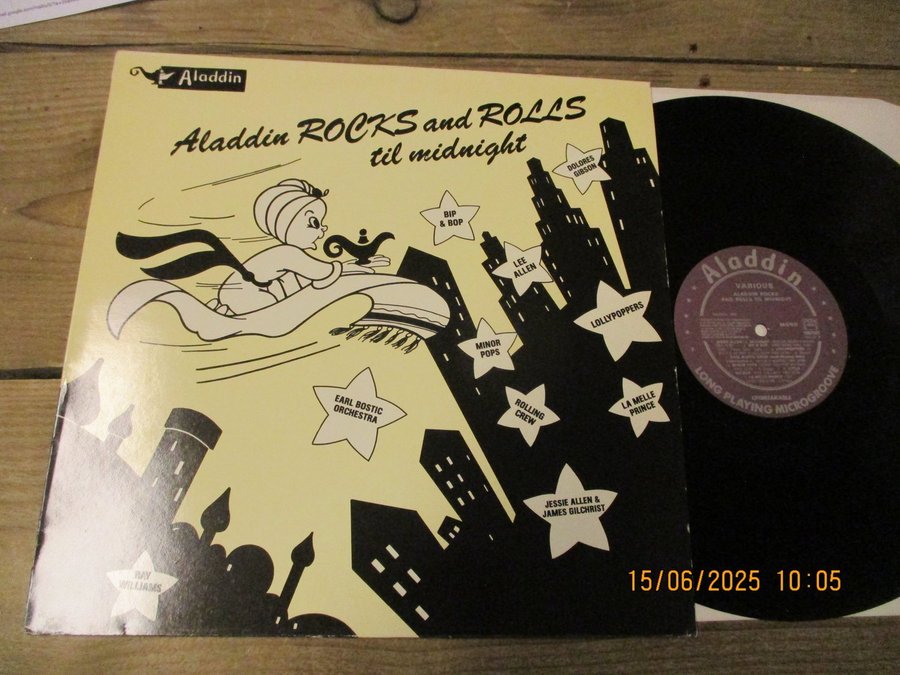 Aladdin
Aladdin ROCKS and ROLLS
til midnight
DOLORES
GIBSON
BIP
& BOP
LEE
ALLEN
LOLLYPOPPERS
MINOR
POPS
EARL BOSTIC
ORCHESTRA
ROLLING
CREW
LA MELLE
PRINCE
JESSIE ALLEN &
JAMES GILCHRIST
RAY
WILLIAMS
Aladdin
VARIOUS
ALADDIN ROCKS
AND ROLLS TIL MIDNIGHT
MONO
UNBREAKABLE
LONG PLAYING MICROGROOVE
15/06/2025 10:05